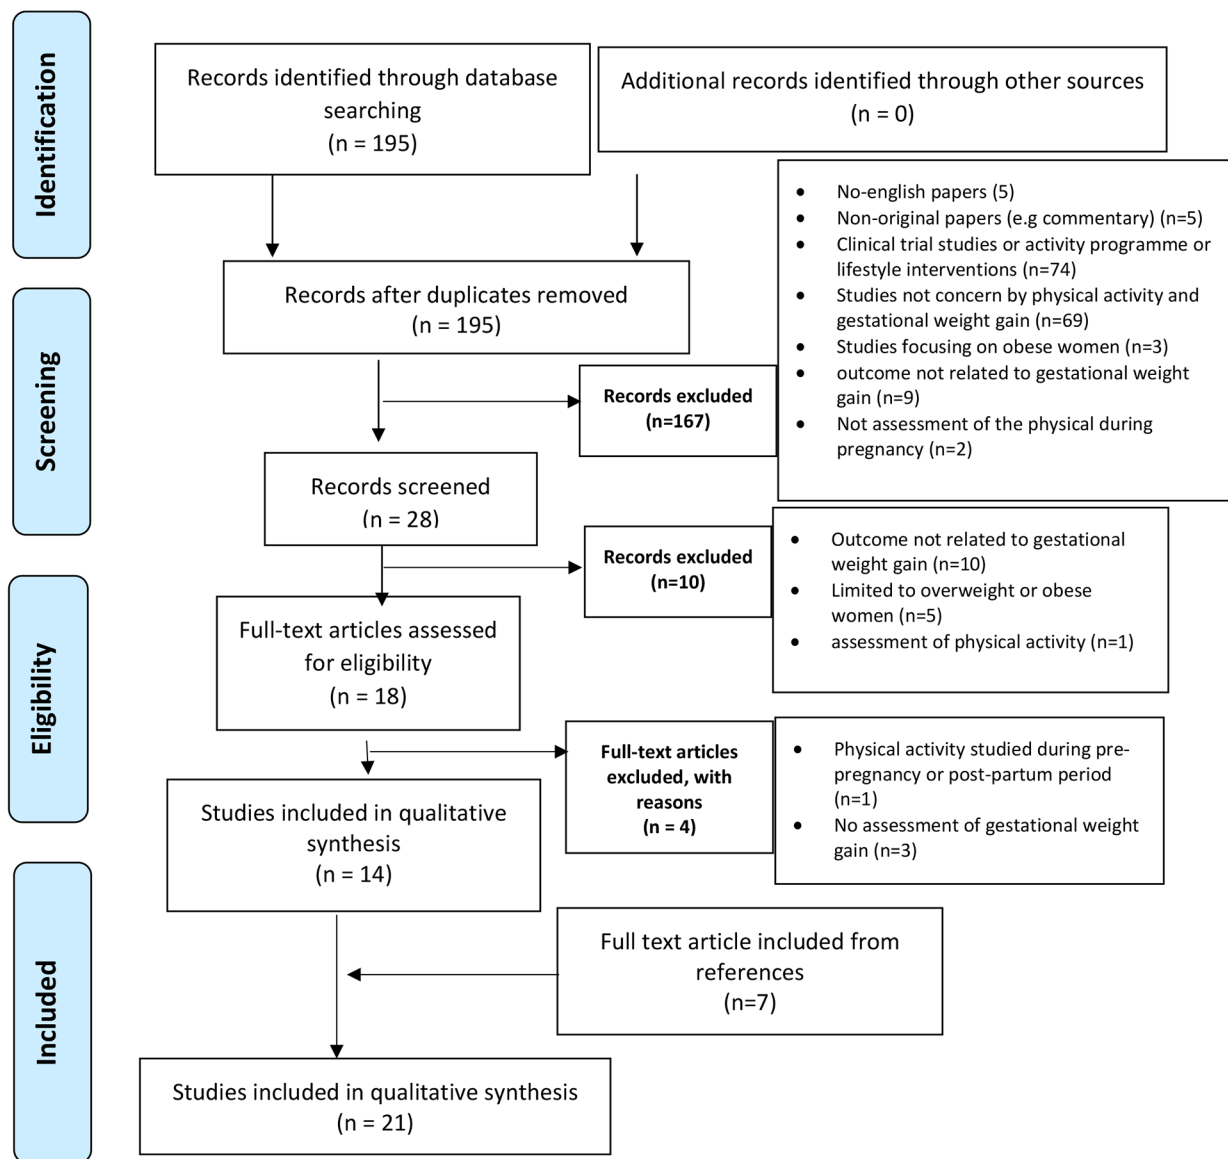 Identification
Records identified through database
searching
(n = 195)
Additional records identified through other sources
(n = 0)
• No-english papers (5)
• Non-original papers (e.g commentary) (n=5)
• Clinical trial studies or activity programme or
lifestyle interventions (n=74)
• Studies not concern by physical activity and
gestational weight gain (n=69)
• Studies focusing on obese women (n=3)
• outcome not related to gestational weight
gain (n=9)
• Not assessment of the physical during
pregnancy (n=2)
Records after duplicates removed
(n = 195)
Screening
Records excluded
(n=167)
Records screened
(n = 28)
Records excluded
(n=10)
• Outcome not related to gestational
weight gain (n=10)
• Limited to overweight or obese
women (n=5)
• assessment of physical activity (n=1)
Eligibility
Full-text articles assessed
for eligibility
(n = 18)
Full-text articles
excluded, with
reasons
(n = 4)
• Physical activity studied during pre-
pregnancy or post-partum period
(n=1)
• No assessment of gestational weight
gain (n=3)
Studies included in qualitative
synthesis
(n = 14)
Included
Full text article included from
references
(n=7)
Studies included in qualitative synthesis
(n = 21)